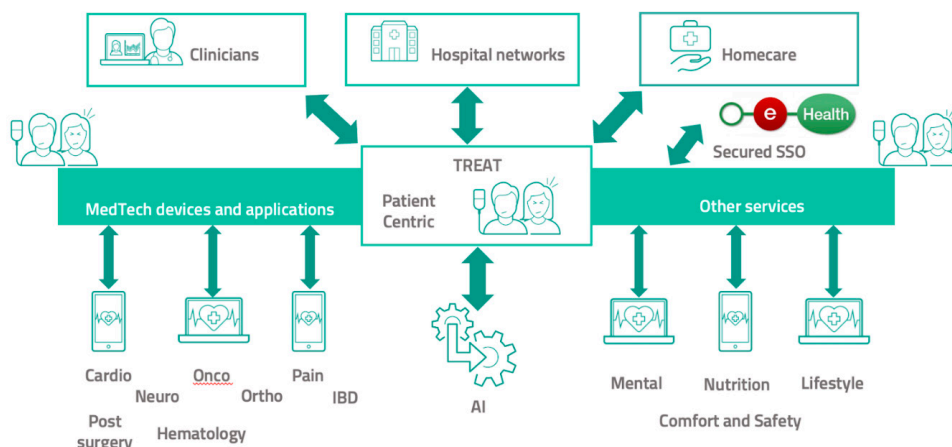 Clinicians
Hospital networks
Homecare
e Health
Secured SSO
TREAT
Patient
Centric
MedTech devices and applications
Other services
Cardio
Onco
Pain
Neuro
Ortho
IBD
Post
surgery
Hematology
AI
Mental
Nutrition
Lifestyle
Comfort and Safety